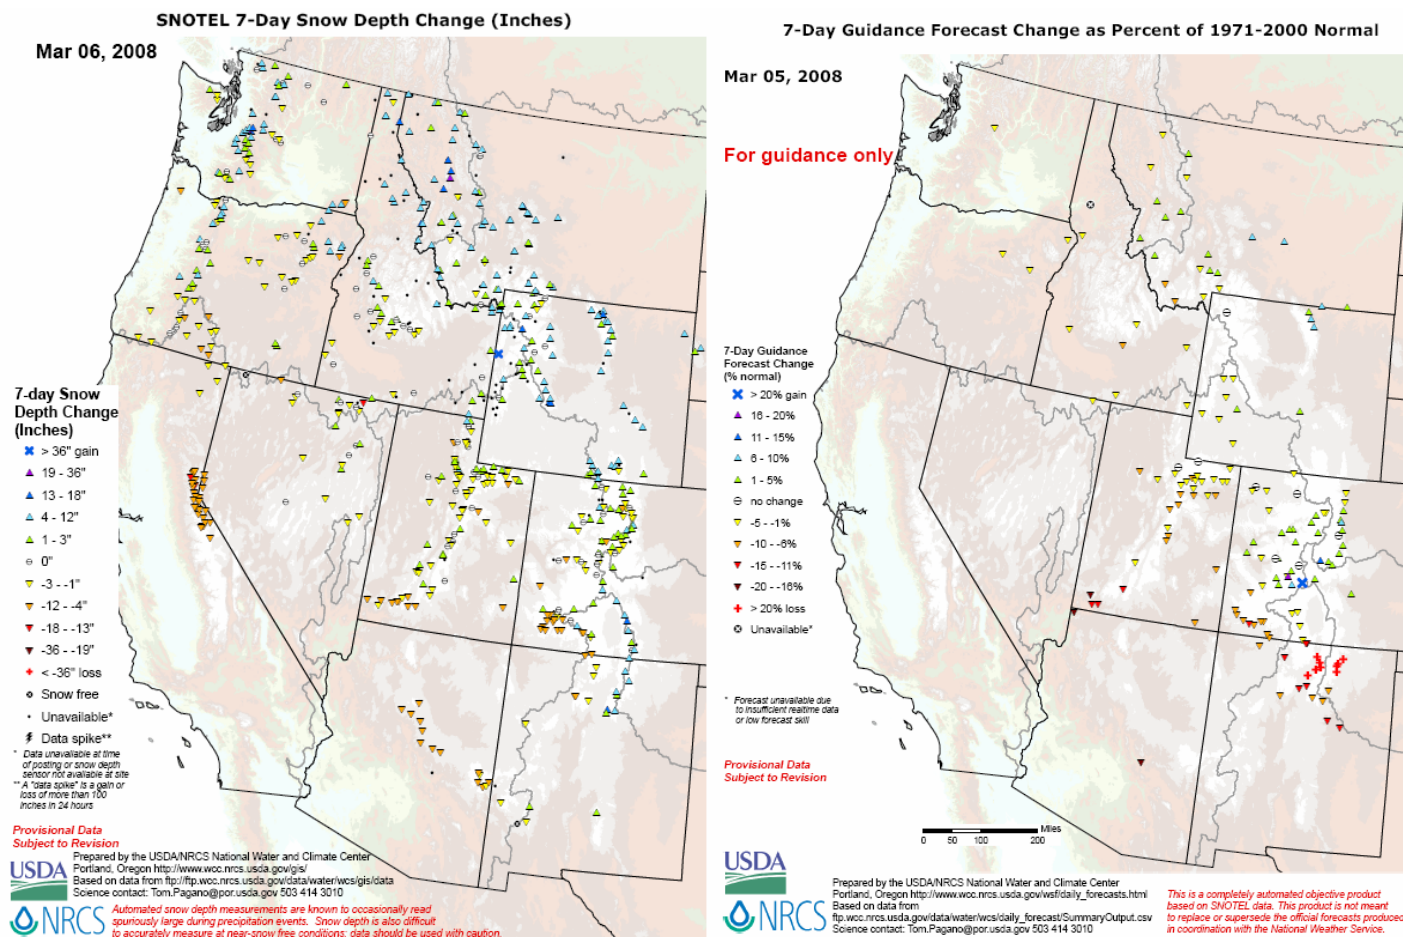 SNOTEL 7-Day Snow Depth Change (Inches)
Mar 06, 2008
7-day Snow
Depth Change
(Inches)
> 36" gain
19 - 36"
13 - 18"
4 - 12"
1 - 3"
0"
-3 - -1"
-12 - -4"
-18 - -13"
-36 - -19"
< -36" loss
Snow free
Unavailable*
Data spike**
* Data unavailable at time
of posting or snow depth
sensor not available at site
** A "data spike" is a gain or
loss of more than 100
inches in 24 hours
Provisional Data
Subject to Revision
USDA
NRCS
Prepared by the USDA/NRCS National Water and Climate Center
Portland, Oregon http://www.wcc.nrcs.usda.gov/gis/
Based on data from ftp://ftp.wcc.nrcs.usda.gov/data/water/wcs/gis/data
Science contact: Tom.Pagano@por.usda.gov 503 414 3010
Automated snow depth measurements are known to occasionally read
spuriously large during precipitation events. Snow depth is also difficult
to accurately measure at near-snow free conditions; data should be used with caution.
7-Day Guidance Forecast Change as Percent of 1971-2000 Normal
Mar 05, 2008
For guidance only
7-Day Guidance
Forecast Change
(% normal)
> 20% gain
16 - 20%
11 - 15%
6 - 10%
1 - 5%
no change
-5 - -1%
-10 - -6%
-15 - -11%
-20 - -16%
> 20% loss
Unavailable*
* Forecast unavailable due
to insufficient realtime data
or low forecast skill
Provisional Data
Subject to Revision
Miles
0 50 100 200
USDA
NRCS
Prepared by the USDA/NRCS National Water and Climate Center
Portland, Oregon http://www.wcc.nrcs.usda.gov/wsf/daily_forecasts.html
Based on data from
ftp.wcc.nrcs.usda.gov/data/water/wcs/daily_forecast/SummaryOutput.csv
Science contact: Tom.Pagano@por.usda.gov 503 414 3010
This is a completely automated objective product
based on SNOTEL data. This product is not meant
to replace or supersede the official forecasts produced
in coordination with the National Weather Service.